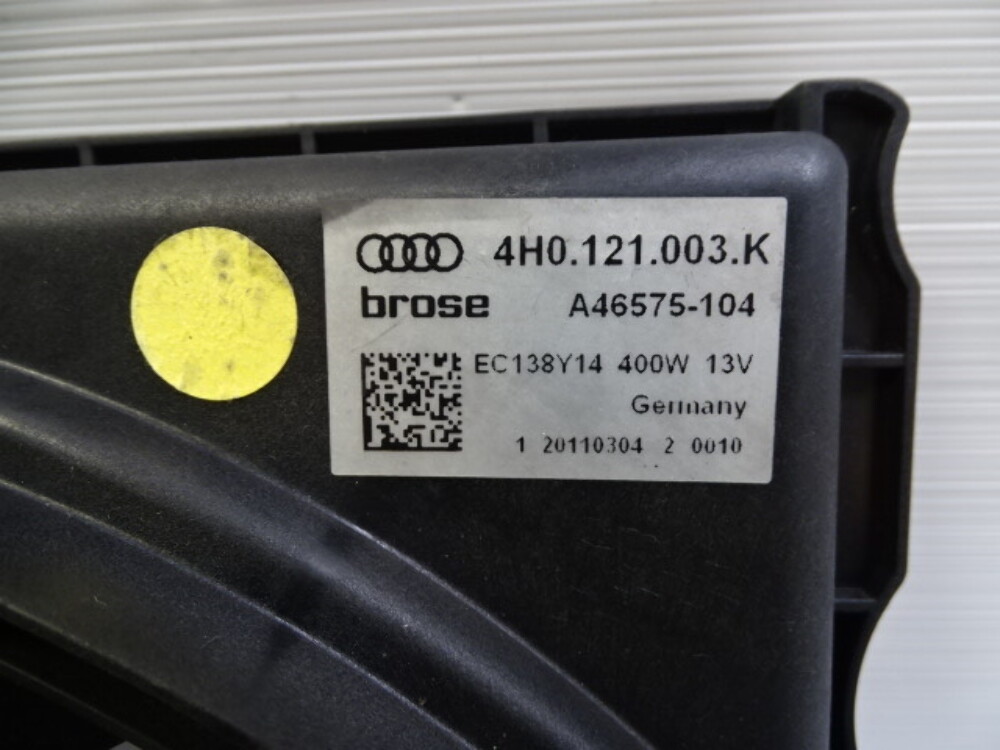 4H0.121.003.K
brose A46575-104
EC138Y14 400W 13V
Germany
1 20110304 2 0010